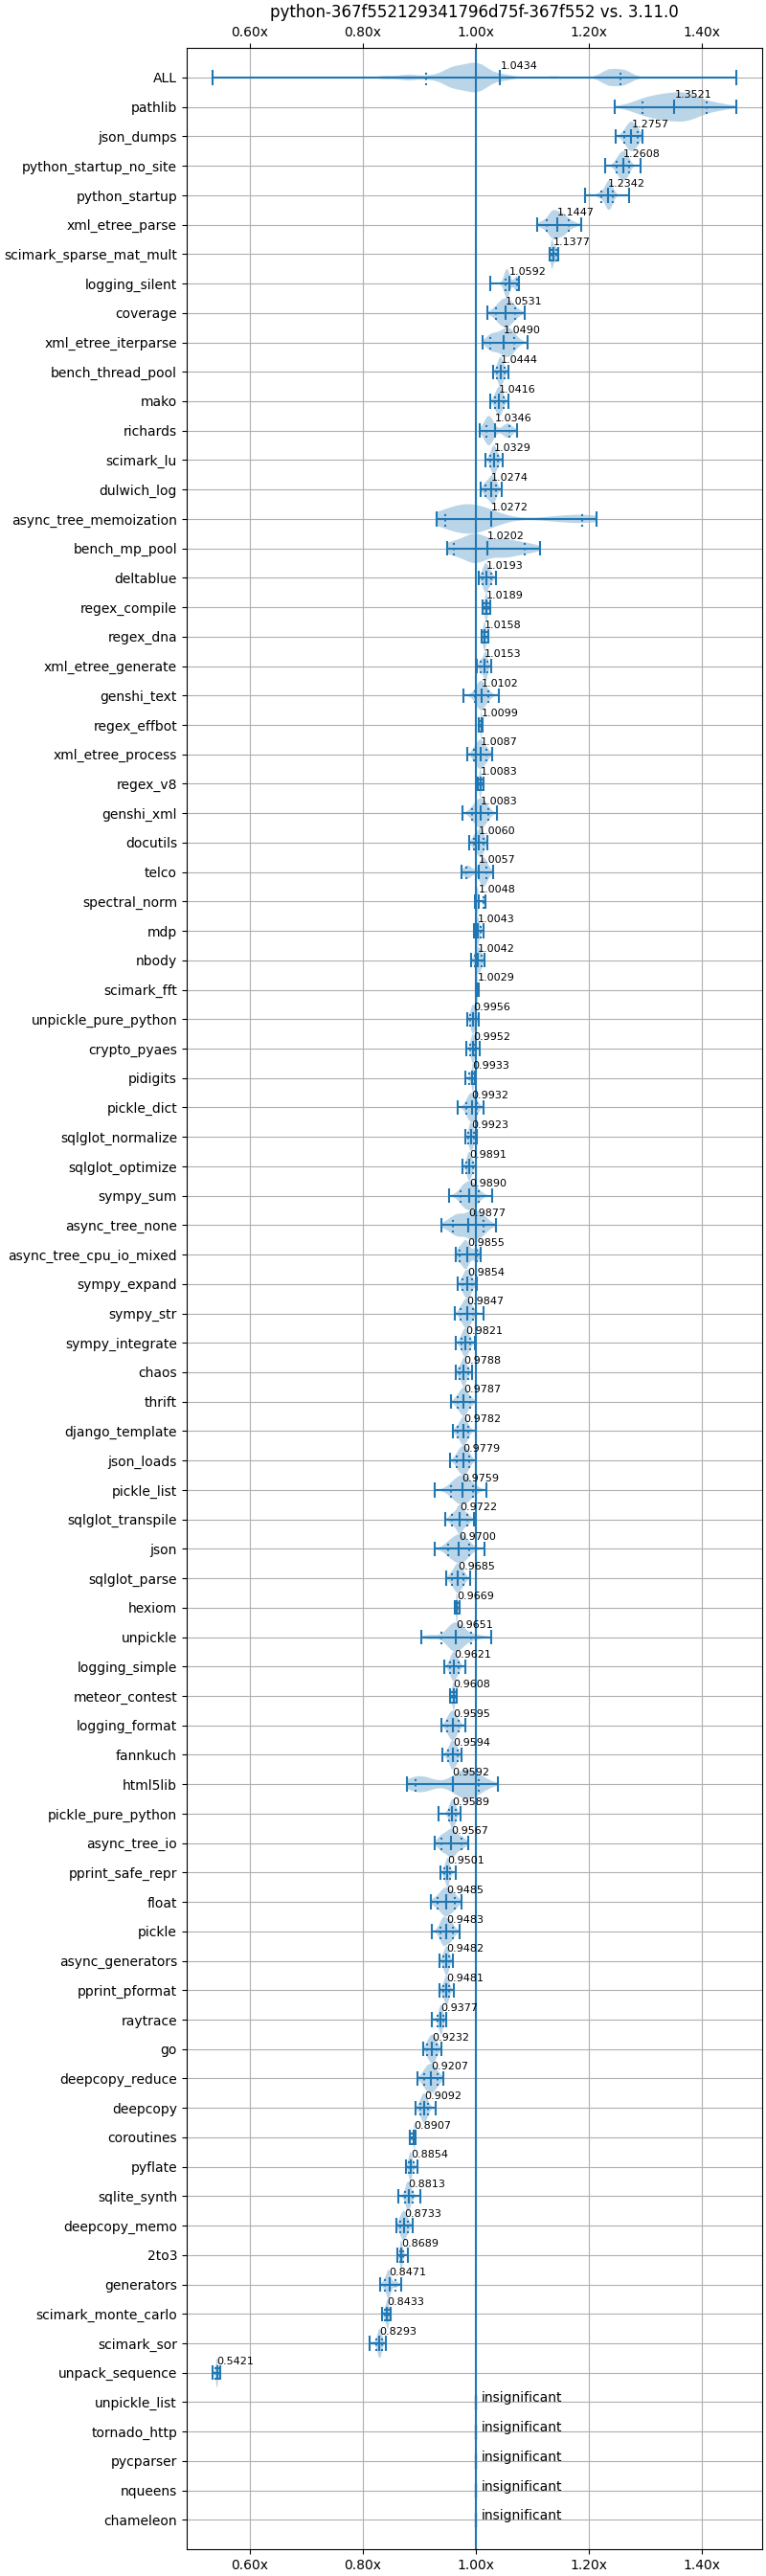 python-367f552129341796d75f-367f552 vs. 3.11.0
0.60x 0.80x 1.00x 1.20x 1.40x
ALL 1.0434
pathlib 1.3521
json_dumps 1.2757
python_startup_no_site 1.2608
python_startup 1.2342
xml_etree_parse 1.1447
scimark_sparse_mat_mult 1.1377
logging_silent 1.0592
coverage 1.0531
xml_etree_iterparse 1.0490
bench_thread_pool 1.0444
mako 1.0416
richards 1.0346
scimark_lu 1.0329
dulwich_log 1.0274
async_tree_memoization 1.0272
bench_mp_pool 1.0202
deltablue 1.0193
regex_compile 1.0189
regex_dna 1.0158
xml_etree_generate 1.0153
genshi_text 1.0102
regex_effbot 1.0099
xml_etree_process 1.0087
regex_v8 1.0083
genshi_xml 1.0083
docutils 1.0060
telco 1.0057
spectral_norm 1.0048
mdp 1.0043
nbody 1.0042
scimark_fft 1.0029
unpickle_pure_python 0.9956
crypto_pyaes 0.9952
pidigits 0.9933
pickle_dict 0.9932
sqlglot_normalize 0.9923
sqlglot_optimize 0.9891
sympy_sum 0.9890
async_tree_none 0.9877
async_tree_cpu_io_mixed 0.9855
sympy_expand 0.9854
sympy_str 0.9847
sympy_integrate 0.9821
chaos 0.9788
thrift 0.9787
django_template 0.9782
json_loads 0.9779
pickle_list 0.9759
sqlglot_transpile 0.9722
json 0.9700
sqlglot_parse 0.9685
hexiom 0.9669
unpickle 0.9651
logging_simple 0.9621
meteor_contest 0.9608
logging_format 0.9595
fannkuch 0.9594
html5lib 0.9592
pickle_pure_python 0.9589
async_tree_io 0.9567
pprint_safe_repr 0.9501
float 0.9485
pickle 0.9483
async_generators 0.9482
pprint_pformat 0.9481
raytrace 0.9377
go 0.9232
deepcopy_reduce 0.9207
deepcopy 0.9092
coroutines 0.8907
pyflate 0.8854
sqlite_synth 0.8813
deepcopy_memo 0.8733
2to3 0.8689
generators 0.8471
scimark_monte_carlo 0.8433
scimark_sor 0.8293
unpack_sequence 0.5421
unpickle_list insignificant
tornado_http insignificant
pycparser insignificant
nqueens insignificant
chameleon insignificant
0.60x 0.80x 1.00x 1.20x 1.40x